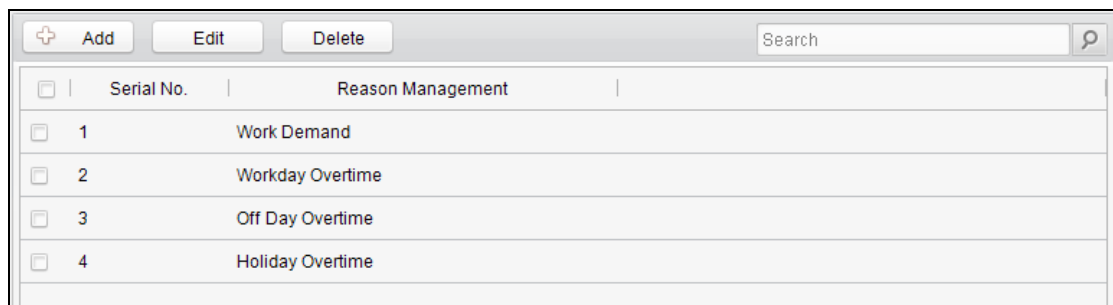 Add Edit Delete Search
Serial No. Reason Management
1 Work Demand
2 Workday Overtime
3 Off Day Overtime
4 Holiday Overtime